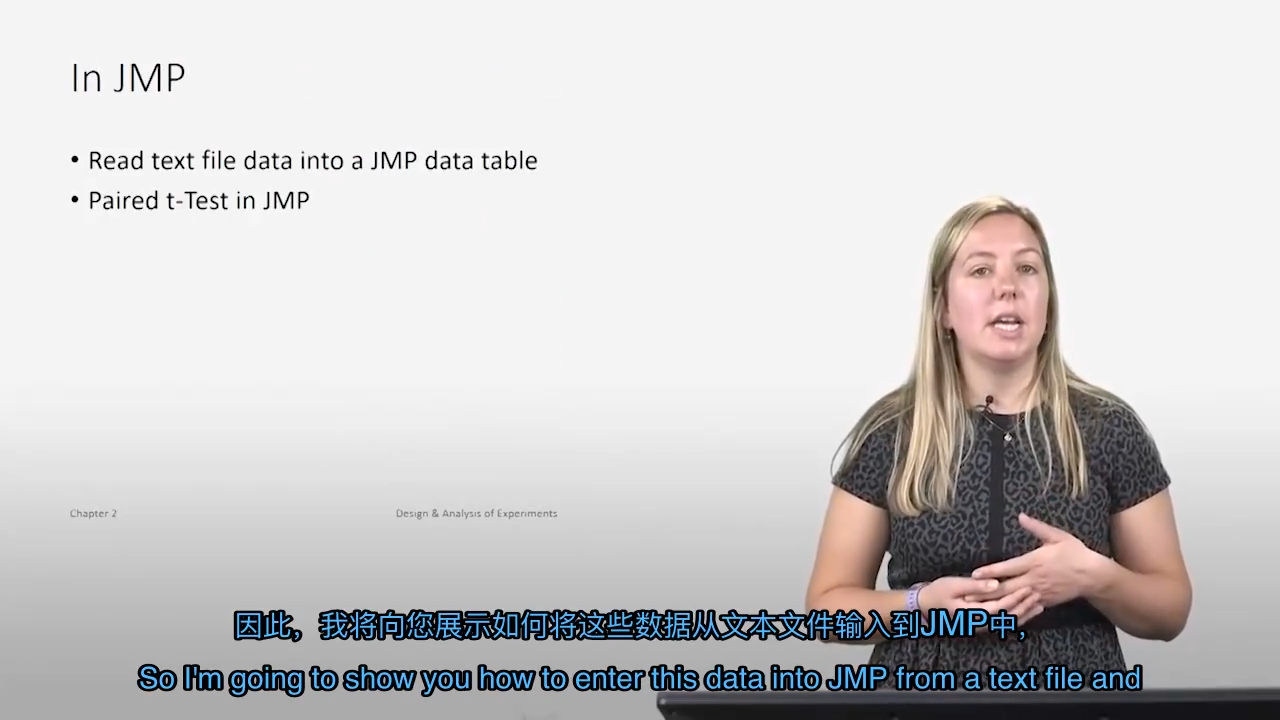 In JMP
• Read text file data into a JMP data table
• Paired t-Test in JMP
Chapter 2
Design & Analysis of Experiments
因此，我将向您展示如何将这些数据从文本文件输入到JMP中，
So I'm going to show you how to enter this data into JMP from a text file and